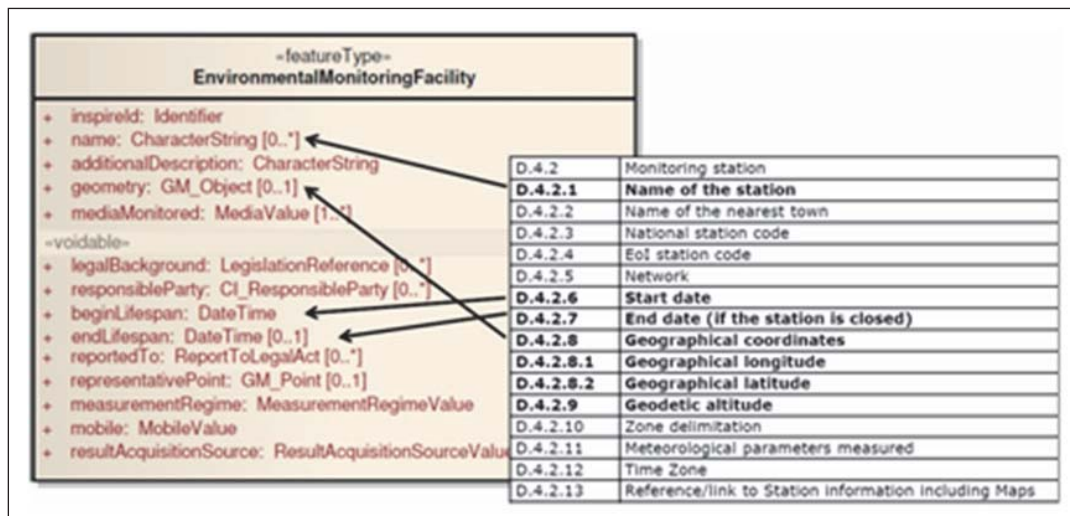 «featureType»
EnvironmentalMonitoringFacility
+ inspireId: Identifier
+ name: CharacterString [0..*]
+ additionalDescription: CharacterString
+ geometry: GM_Object [0..1]
+ mediaMonitored: MediaValue [1..*]
«voidable»
+ legalBackground: LegislationReference [0..*]
+ responsibleParty: CI_ResponsibleParty [0..*]
+ beginLifespan: DateTime
+ endLifespan: DateTime [0..1]
+ reportedTo: ReportToLegalAct [0..*]
+ representativePoint: GM_Point [0..1]
+ measurementRegime: MeasurementRegimeValue
+ mobile: MobileValue
+ resultAcquisitionSource: ResultAcquisitionSourceValue
D.4.2 Monitoring station
D.4.2.1 Name of the station
D.4.2.2 Name of the nearest town
D.4.2.3 National station code
D.4.2.4 EoI station code
D.4.2.5 Network
D.4.2.6 Start date
D.4.2.7 End date (if the station is closed)
D.4.2.8 Geographical coordinates
D.4.2.8.1 Geographical longitude
D.4.2.8.2 Geographical latitude
D.4.2.9 Geodetic altitude
D.4.2.10 Zone delimitation
D.4.2.11 Meteorological parameters measured
D.4.2.12 Time Zone
D.4.2.13 Reference/link to Station information including Maps